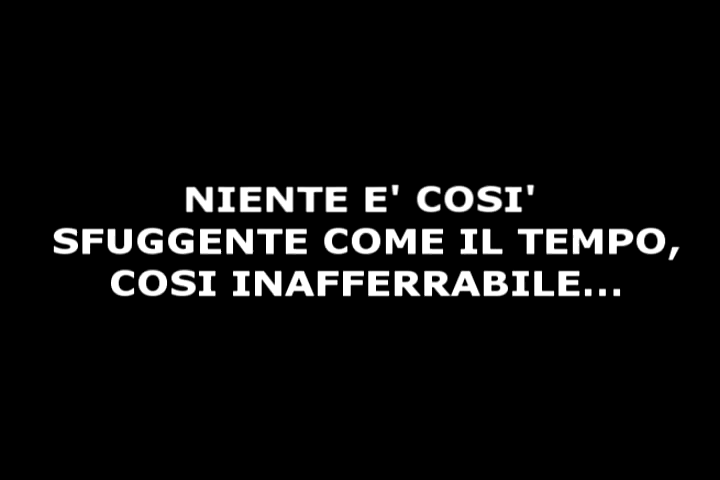 NIENTE E' COSI'
SFUGGENTE COME IL TEMPO,
COSI INAFFERRABILE...